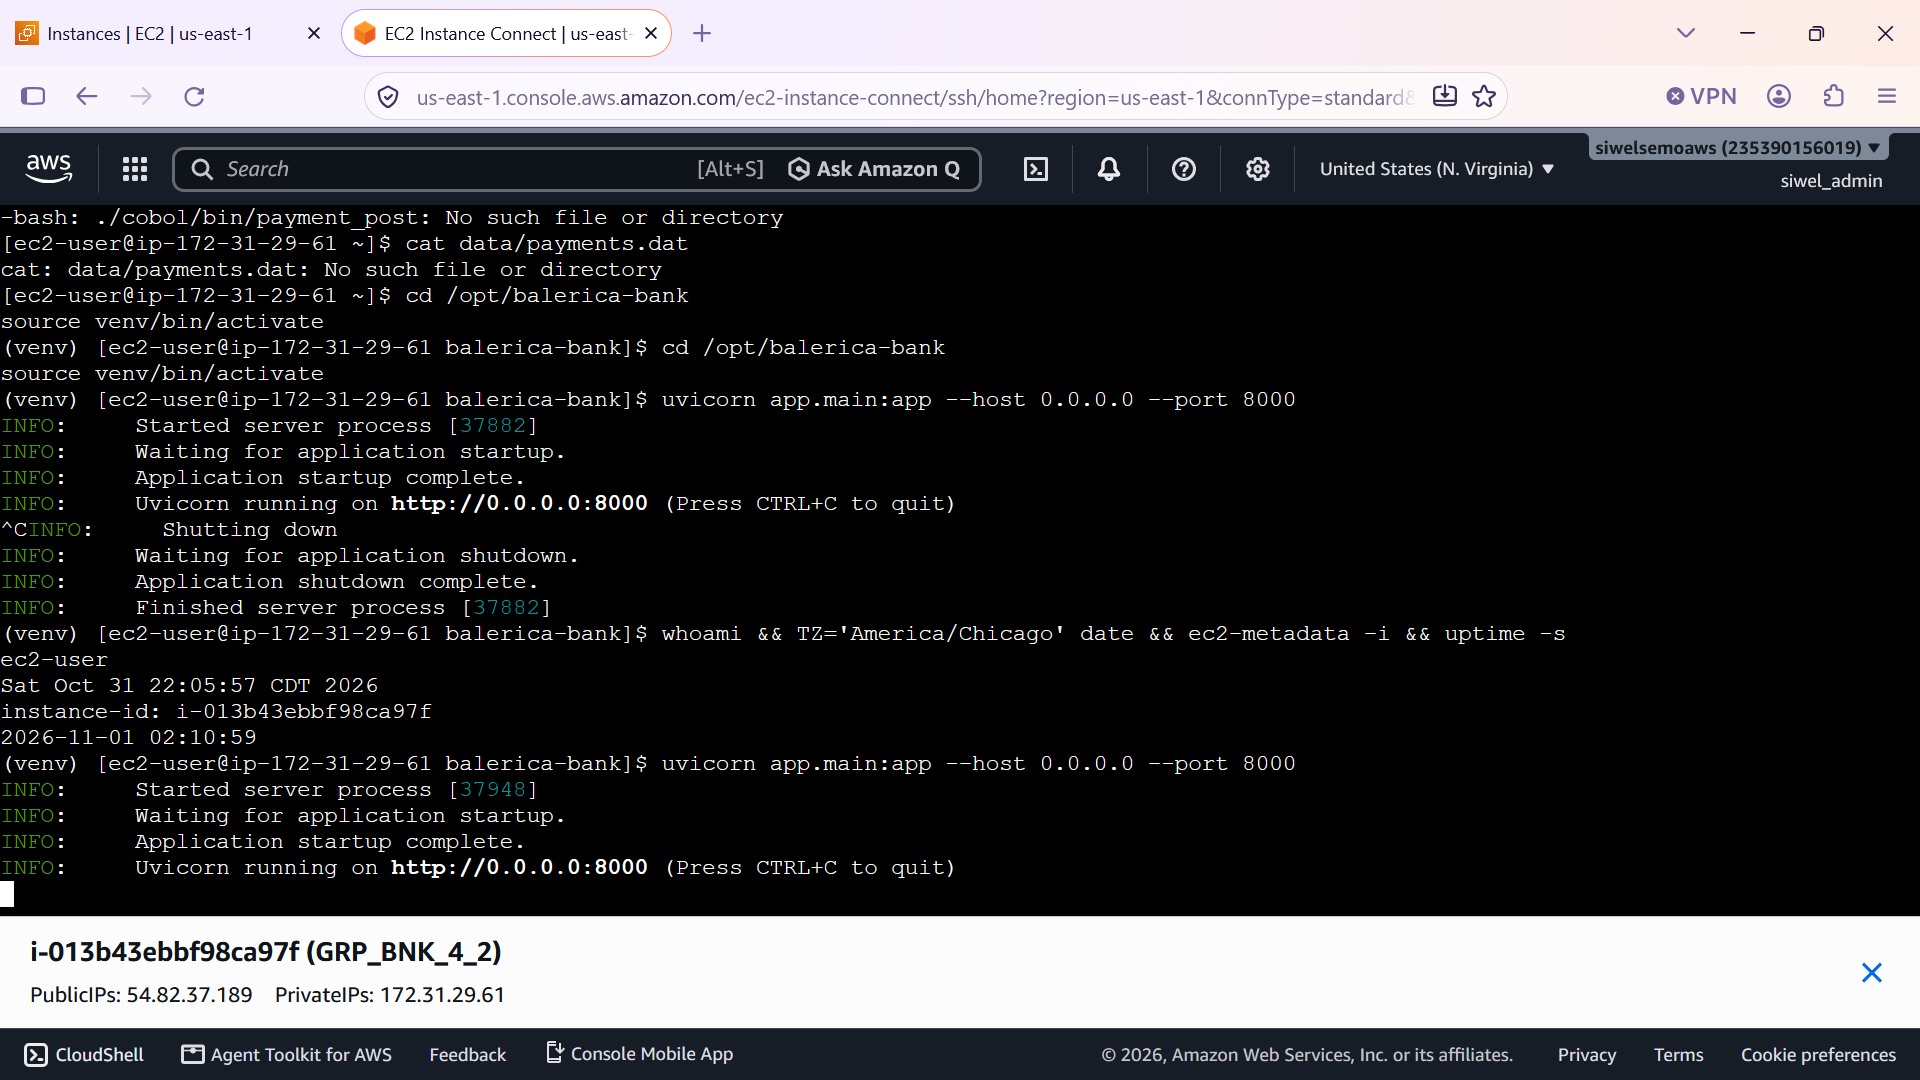 Instances | EC2 | us-east-1
EC2 Instance Connect | us-east-
us-east-1.console.aws.amazon.com/ec2-instance-connect/ssh/home?region=us-east-1&connType=standard&
VPN
aws
Search
[Alt+S]
Ask Amazon Q
United States (N. Virginia) ▼
siwelsemoaws (235390156019) ▼
siwel_admin
-bash: ./cobol/bin/payment_post: No such file or directory
[ec2-user@ip-172-31-29-61 ~]$ cat data/payments.dat
cat: data/payments.dat: No such file or directory
[ec2-user@ip-172-31-29-61 ~]$ cd /opt/balerica-bank
source venv/bin/activate
(venv) [ec2-user@ip-172-31-29-61 balerica-bank]$ cd /opt/balerica-bank
source venv/bin/activate
(venv) [ec2-user@ip-172-31-29-61 balerica-bank]$ uvicorn app.main:app --host 0.0.0.0 --port 8000
INFO:     Started server process [37882]
INFO:     Waiting for application startup.
INFO:     Application startup complete.
INFO:     Uvicorn running on http://0.0.0.0:8000 (Press CTRL+C to quit)
^CINFO:     Shutting down
INFO:     Waiting for application shutdown.
INFO:     Application shutdown complete.
INFO:     Finished server process [37882]
(venv) [ec2-user@ip-172-31-29-61 balerica-bank]$ whoami && TZ='America/Chicago' date && ec2-metadata -i && uptime -s
ec2-user
Sat Oct 31 22:05:57 CDT 2026
instance-id: i-013b43ebbf98ca97f
2026-11-01 02:10:59
(venv) [ec2-user@ip-172-31-29-61 balerica-bank]$ uvicorn app.main:app --host 0.0.0.0 --port 8000
INFO:     Started server process [37948]
INFO:     Waiting for application startup.
INFO:     Application startup complete.
INFO:     Uvicorn running on http://0.0.0.0:8000 (Press CTRL+C to quit)
i-013b43ebbf98ca97f (GRP_BNK_4_2)
PublicIPs: 54.82.37.189 PrivateIPs: 172.31.29.61
CloudShell
Agent Toolkit for AWS
Feedback
Console Mobile App
© 2026, Amazon Web Services, Inc. or its affiliates.
Privacy
Terms
Cookie preferences